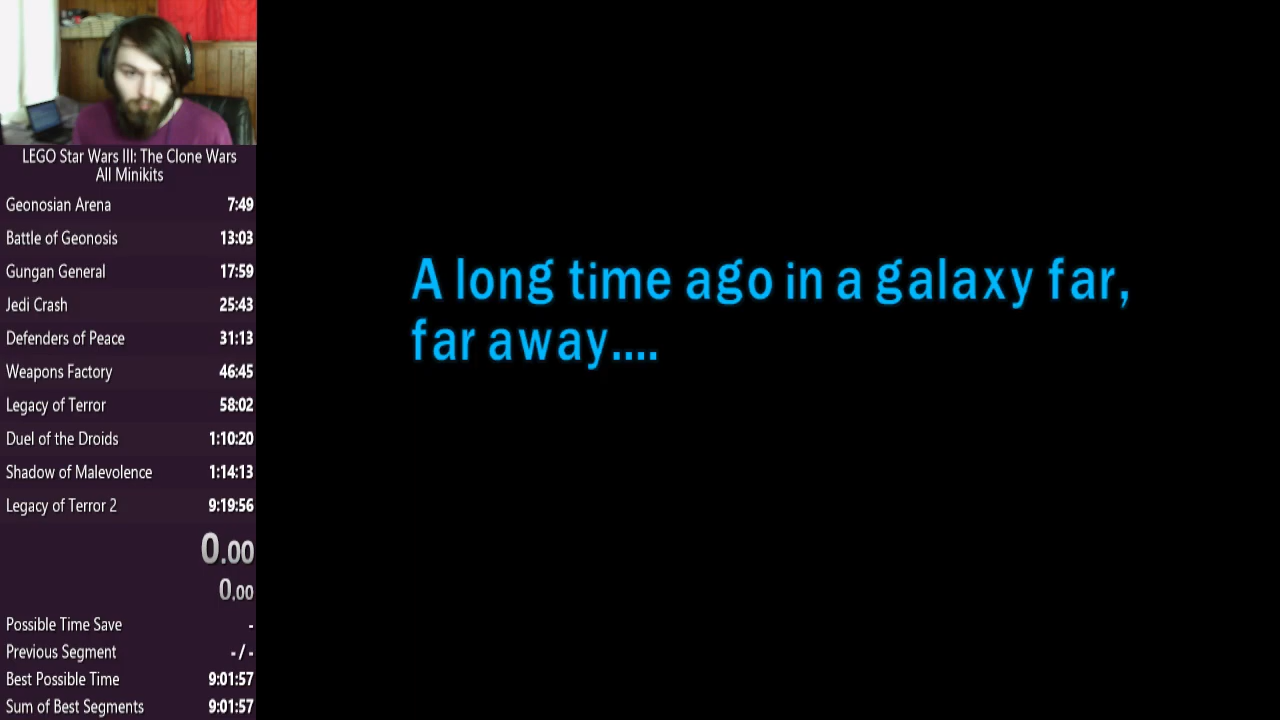 LEGO Star Wars III: The Clone Wars
All Minikits
Geonosian Arena 7:49
Battle of Geonosis 13:03
Gungan General 17:59
Jedi Crash 25:43
Defenders of Peace 31:13
Weapons Factory 46:45
Legacy of Terror 58:02
Duel of the Droids 1:10:20
Shadow of Malevolence 1:14:13
Legacy of Terror 2 9:19:56
0.00
0.00
Possible Time Save -
Previous Segment - / -
Best Possible Time 9:01:57
Sum of Best Segments 9:01:57
A long time ago in a galaxy far,
far away....